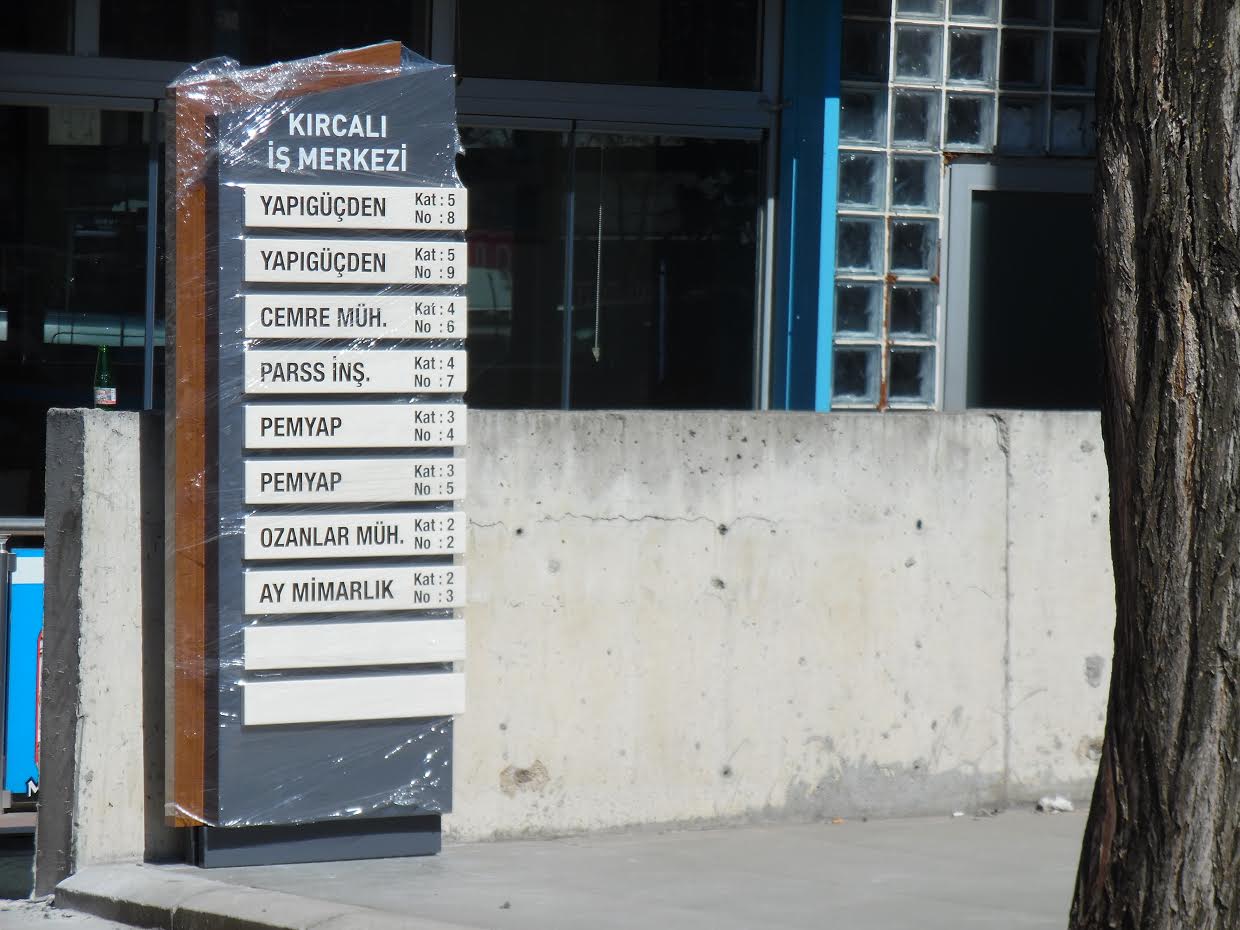 KIRCALI
İŞ MERKEZİ
YAPIGÜÇDEN Kat : 5
No : 8
YAPIGÜÇDEN Kat : 5
No : 9
CEMRE MÜH. Kat : 4
No : 6
PARSS İNŞ. Kat : 4
No : 7
PEMYAP Kat : 3
No : 4
PEMYAP Kat : 3
No : 5
OZANLAR MÜH. Kat : 2
No : 2
AY MİMARLIK Kat : 2
No : 3